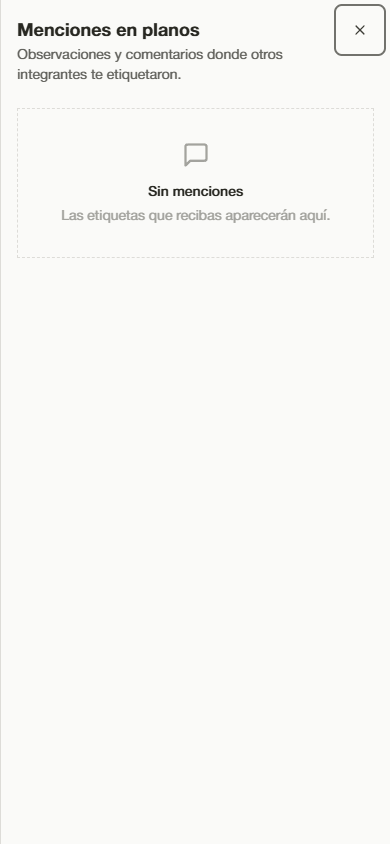 Menciones en planos
Observaciones y comentarios donde otros
integrantes te etiquetaron.
Sin menciones
Las etiquetas que recibas aparecerán aquí.